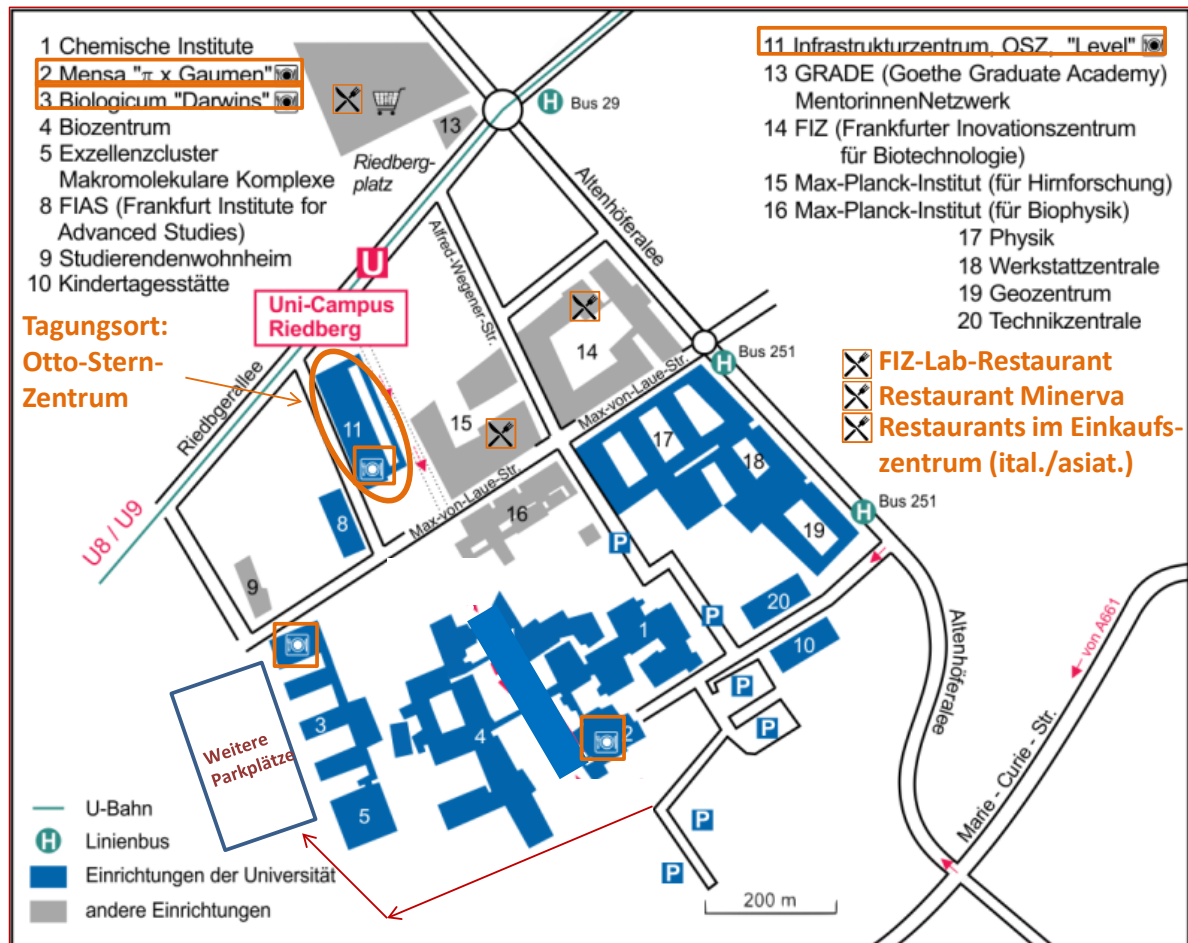 1 Chemische Institute
2 Mensa "π x Gaumen"
3 Biologicum "Darwins"
4 Biozentrum
5 Exzellenzcluster
Makromolekulare Komplexe
8 FIAS (Frankfurt Institute for
Advanced Studies)
9 Studierendenwohnheim
10 Kindertagesstätte
11 Infrastrukturzentrum, OSZ, "Level"
13 GRADE (Goethe Graduate Academy)
MentorinnenNetzwerk
14 FIZ (Frankfurter Inovationszentrum
für Biotechnologie)
15 Max-Planck-Institut (für Hirnforschung)
16 Max-Planck-Institut (für Biophysik)
17 Physik
18 Werkstattzentrale
19 Geozentrum
20 Technikzentrale
FIZ-Lab-Restaurant
Restaurant Minerva
Restaurants im Einkaufs-
zentrum (ital./asiat.)
H Bus 29
13
Riedberg-
platz
Altenhöferalee
Alfred-Wegener-Str.
U
Uni-Campus
Riedberg
Tagungsort:
Otto-Stern-
Zentrum
Riedbgerallee
U8 / U9
14
Max-von-Laue-Str.
H
Bus 251
15
11
17
18
Max-von-Laue-Str.
16
8
9
P
19
H
Bus 251
20
P
10
1
Altenhöferalee
von A661
Marie - Curie - Str.
3
4
2
P
P
Weitere
Parkplätze
5
P
P
U-Bahn
H Linienbus
Einrichtungen der Universität
andere Einrichtungen
200 m